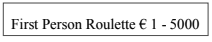 First Person Roulette € 1 - 5000